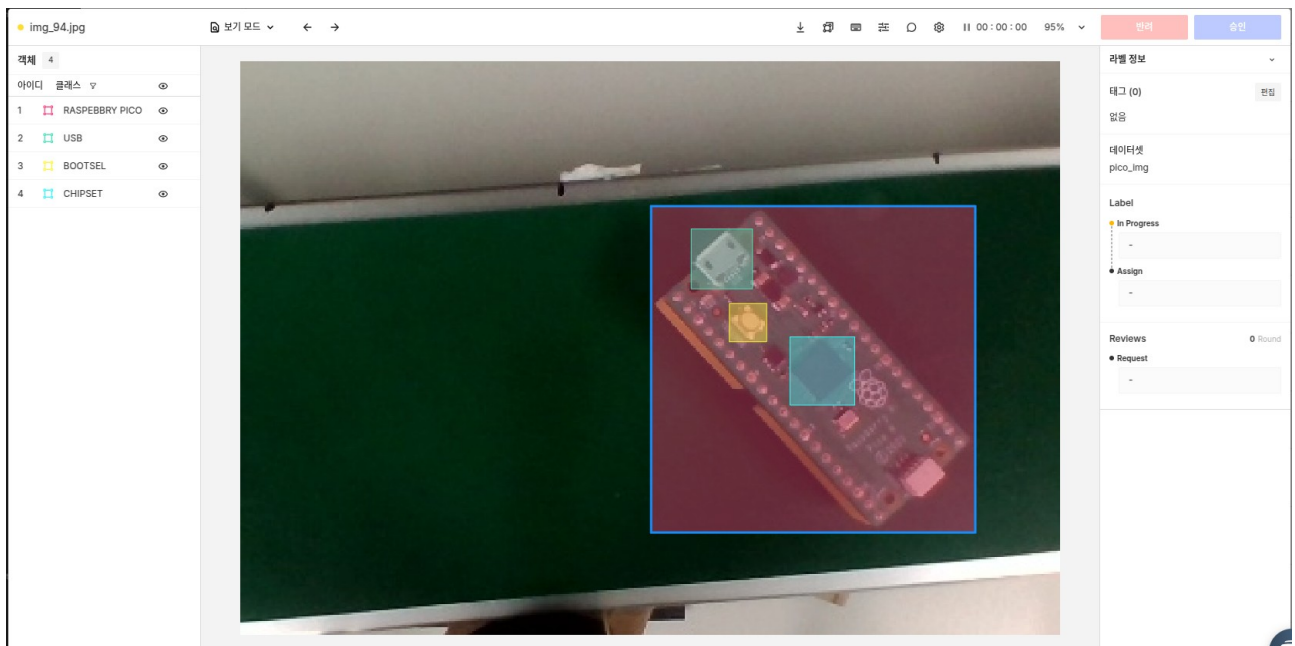 img_94.jpg
보기 모드
00 : 00 : 00
95%
반려
승인
객체 4
아이디 클래스
1 RASPEBBRY PICO
2 USB
3 BOOTSEL
4 CHIPSET
라벨 정보
태그 (0)
편집
없음
데이터셋
pico_img
Label
In Progress
-
Assign
-
Reviews
0 Round
Request
-